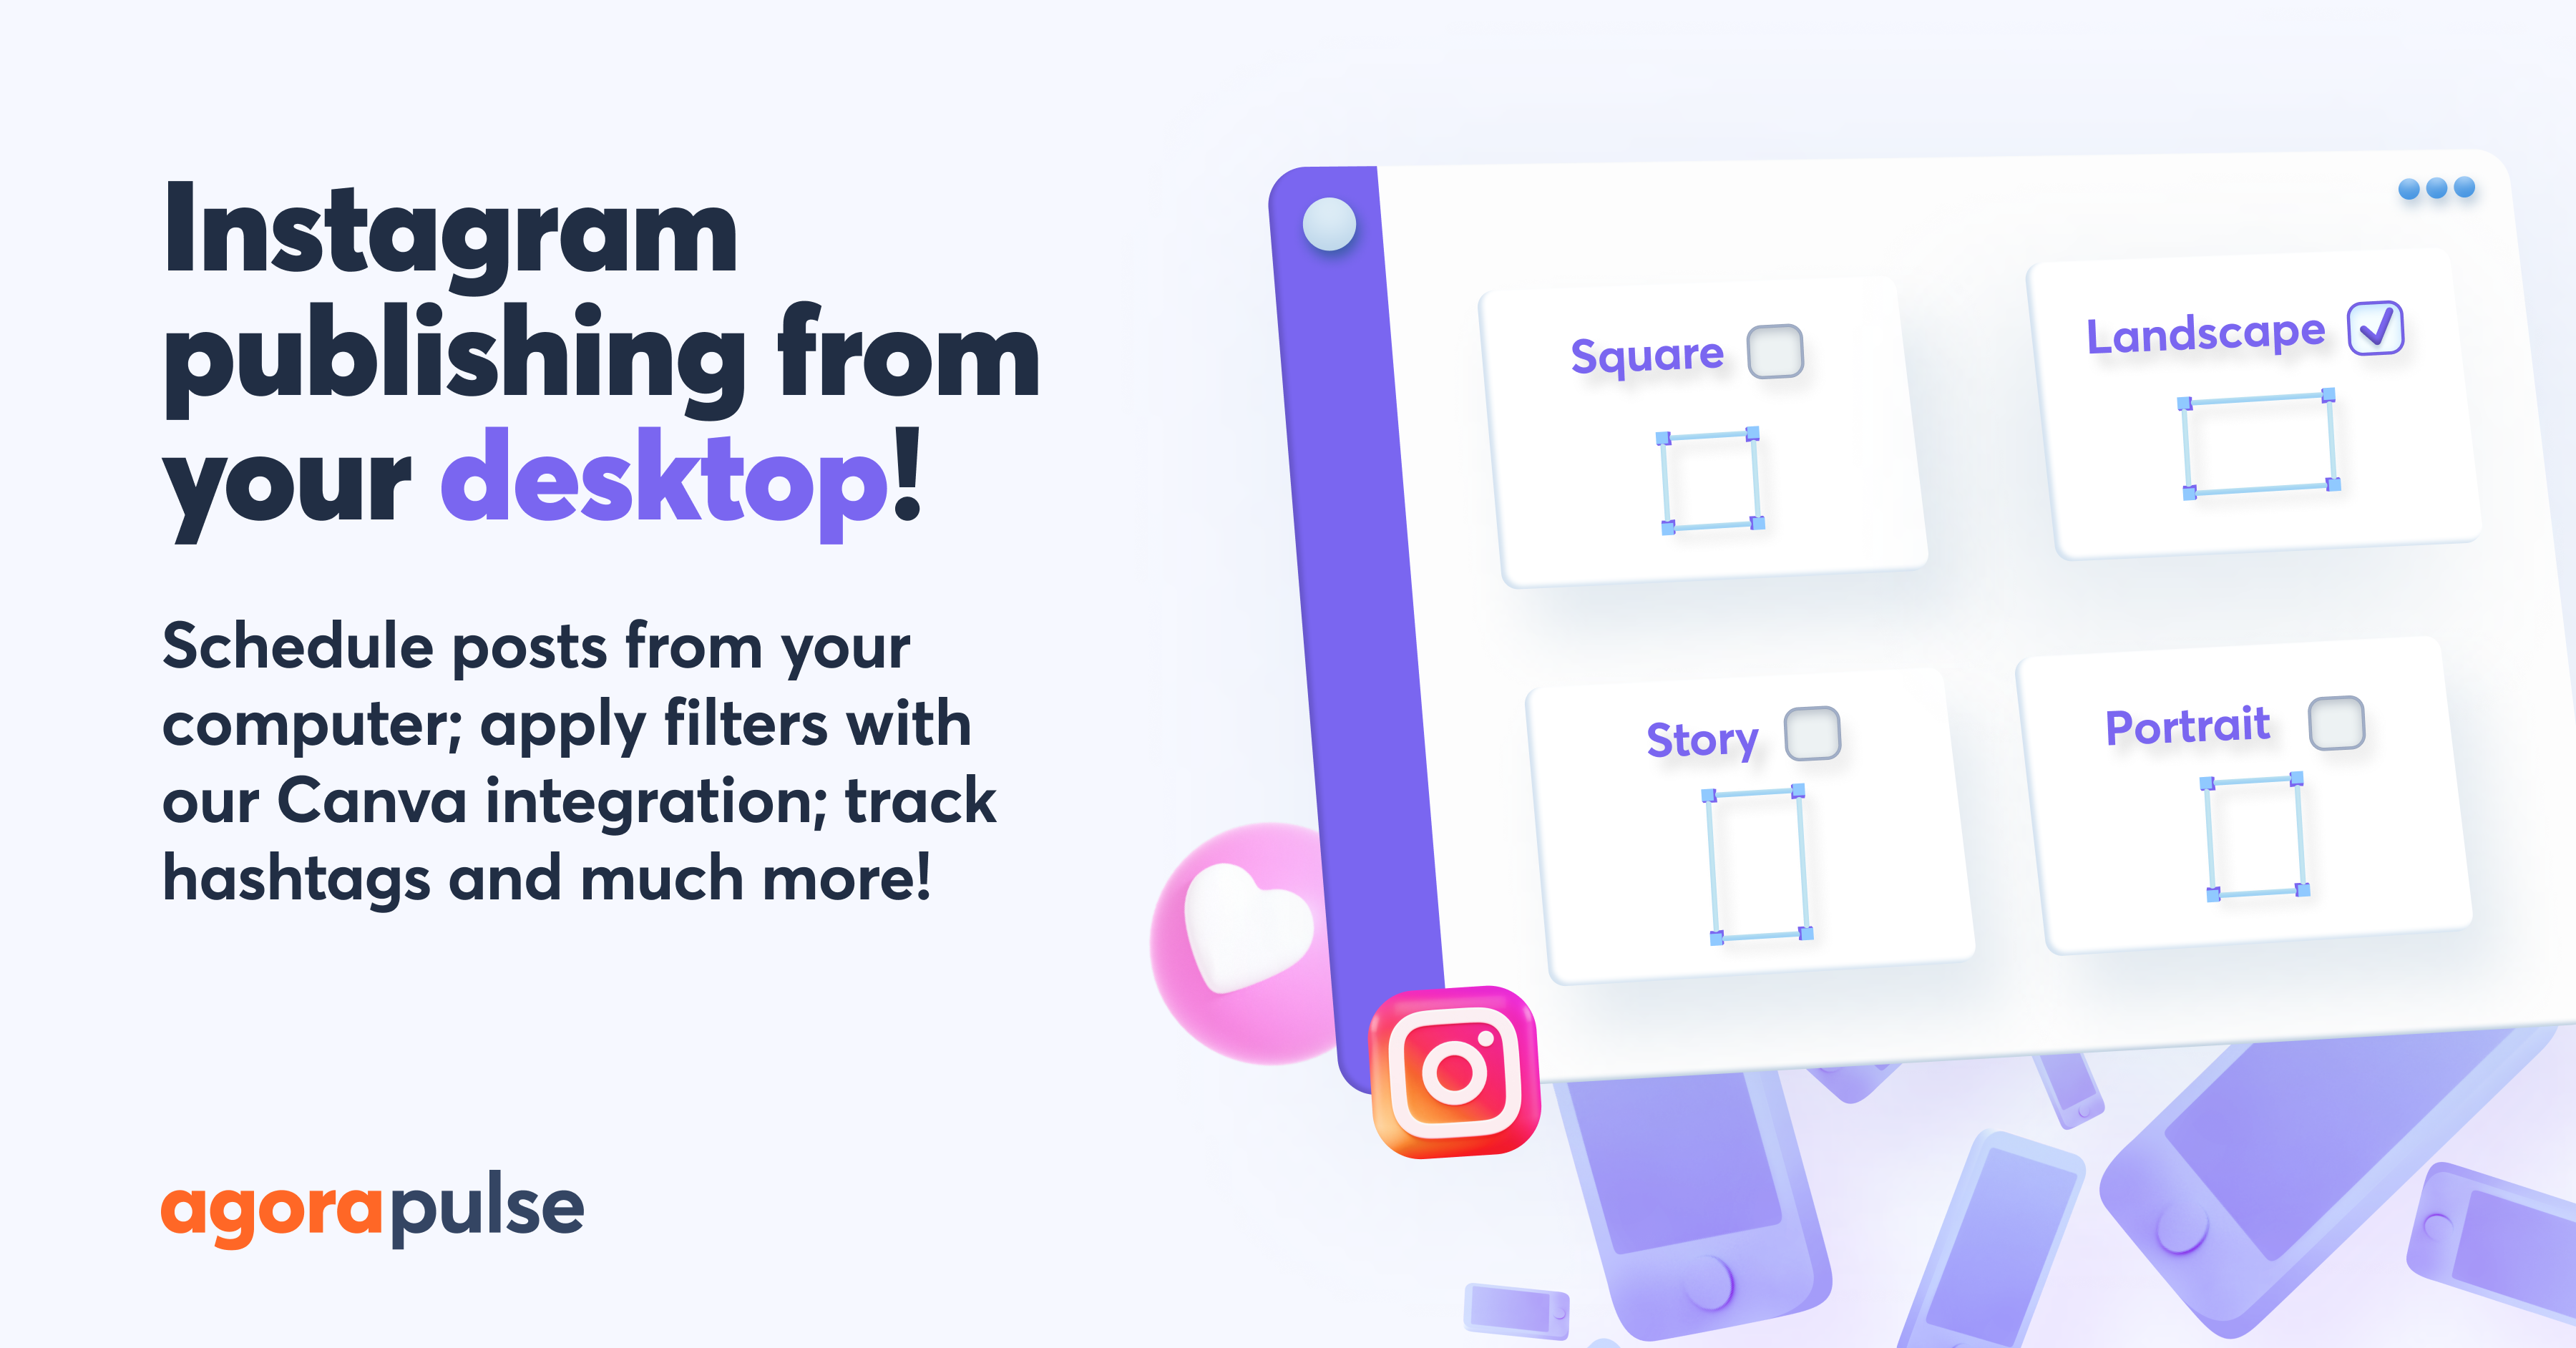 Instagram
publishing from
your desktop!
Schedule posts from your
computer; apply filters with
our Canva integration; track
hashtags and much more!
agorapulse
Square
Landscape
Story
Portrait